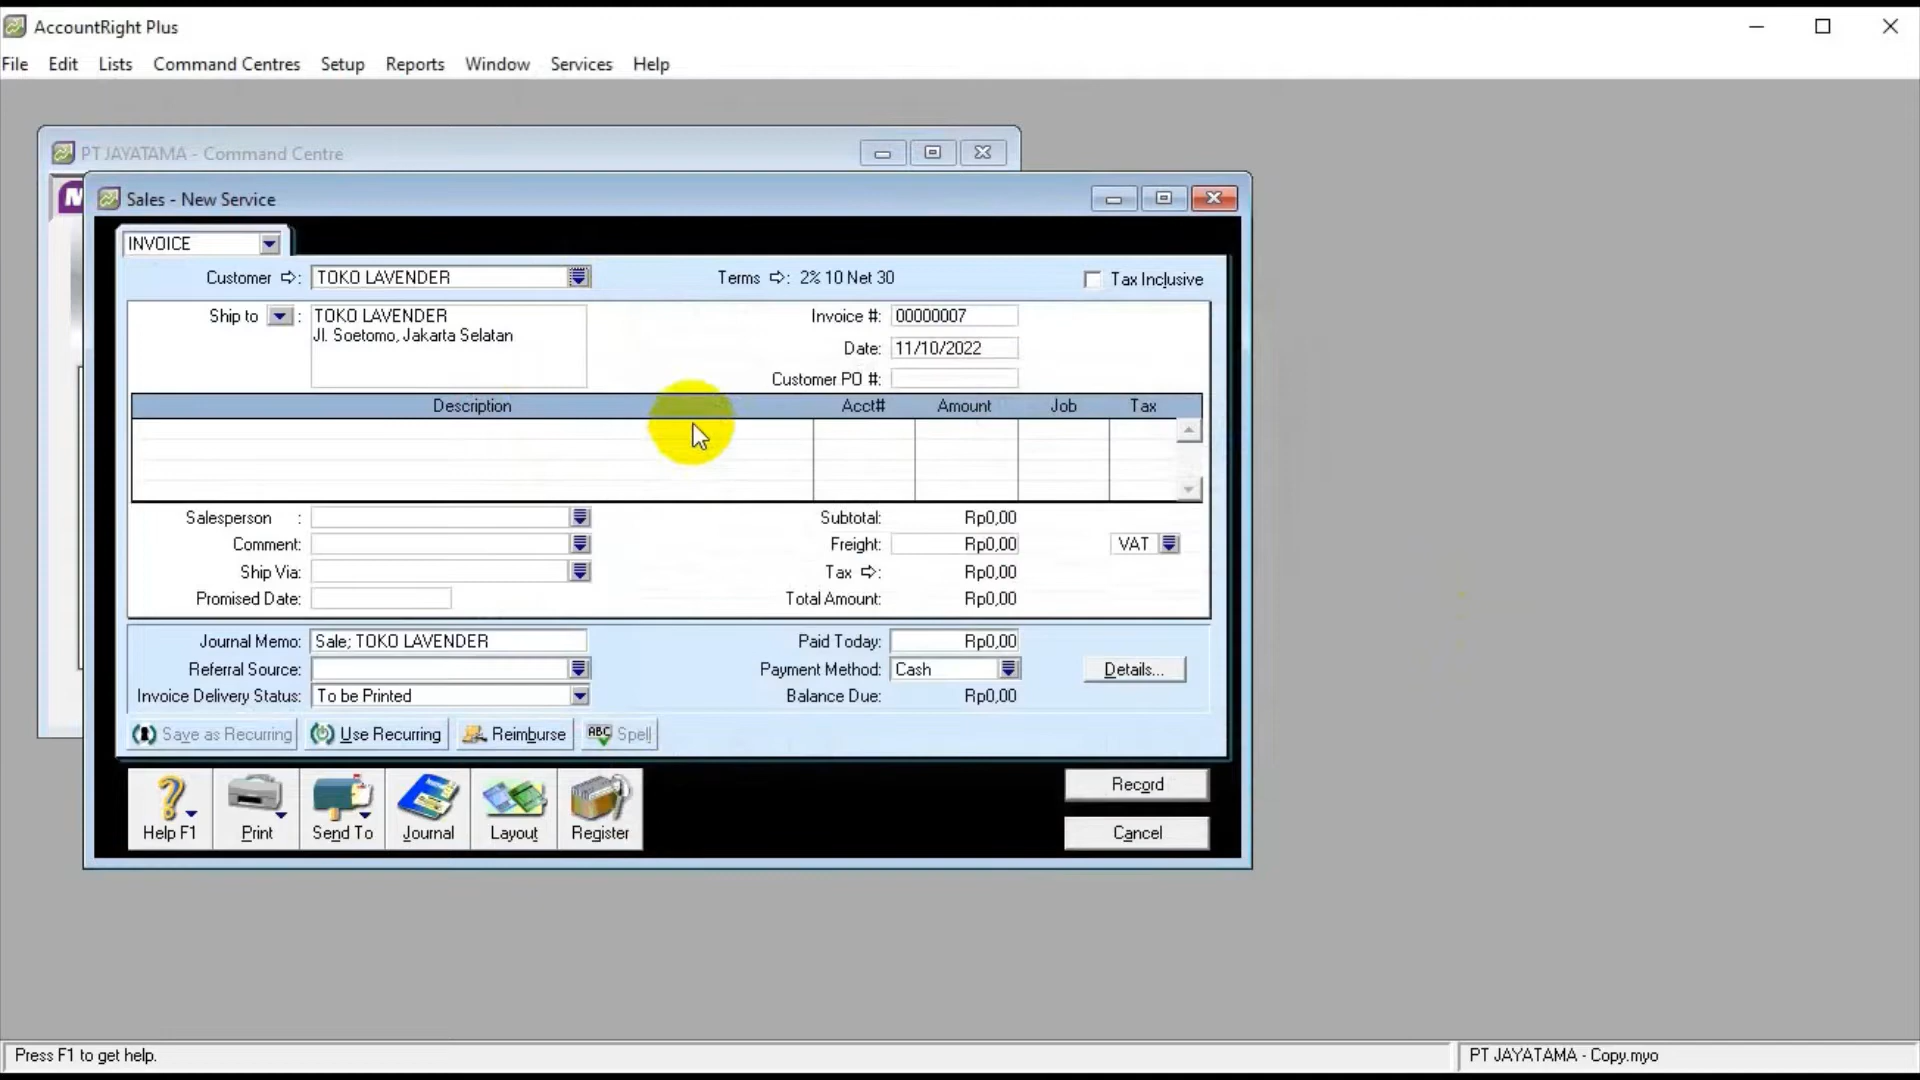 AccountRight Plus
File Edit Lists Command Centres Setup Reports Window Services Help
PT JAYATAMA - Command Centre
Sales - New Service
INVOICE
Customer : TOKO LAVENDER Terms : 2% 10 Net 30 Tax Inclusive
Ship to : TOKO LAVENDER Invoice #: 00000007
Jl. Soetomo, Jakarta Selatan
Date: 11/10/2022
Customer PO #:
Description Acct# Amount Job Tax
Salesperson : Subtotal: Rp0,00
Comment: Freight: Rp0,00 VAT
Ship Via: Tax : Rp0,00
Promised Date: Total Amount: Rp0,00
Journal Memo: Sale; TOKO LAVENDER Paid Today: Rp0,00
Referral Source: Payment Method: Cash Details...
Invoice Delivery Status: To be Printed Balance Due: Rp0,00
Save as Recurring Use Recurring Reimburse ABC Spell
Record
Help F1 Print Send To Journal Layout Register Cancel
Press F1 to get help. PT JAYATAMA - Copy.myo